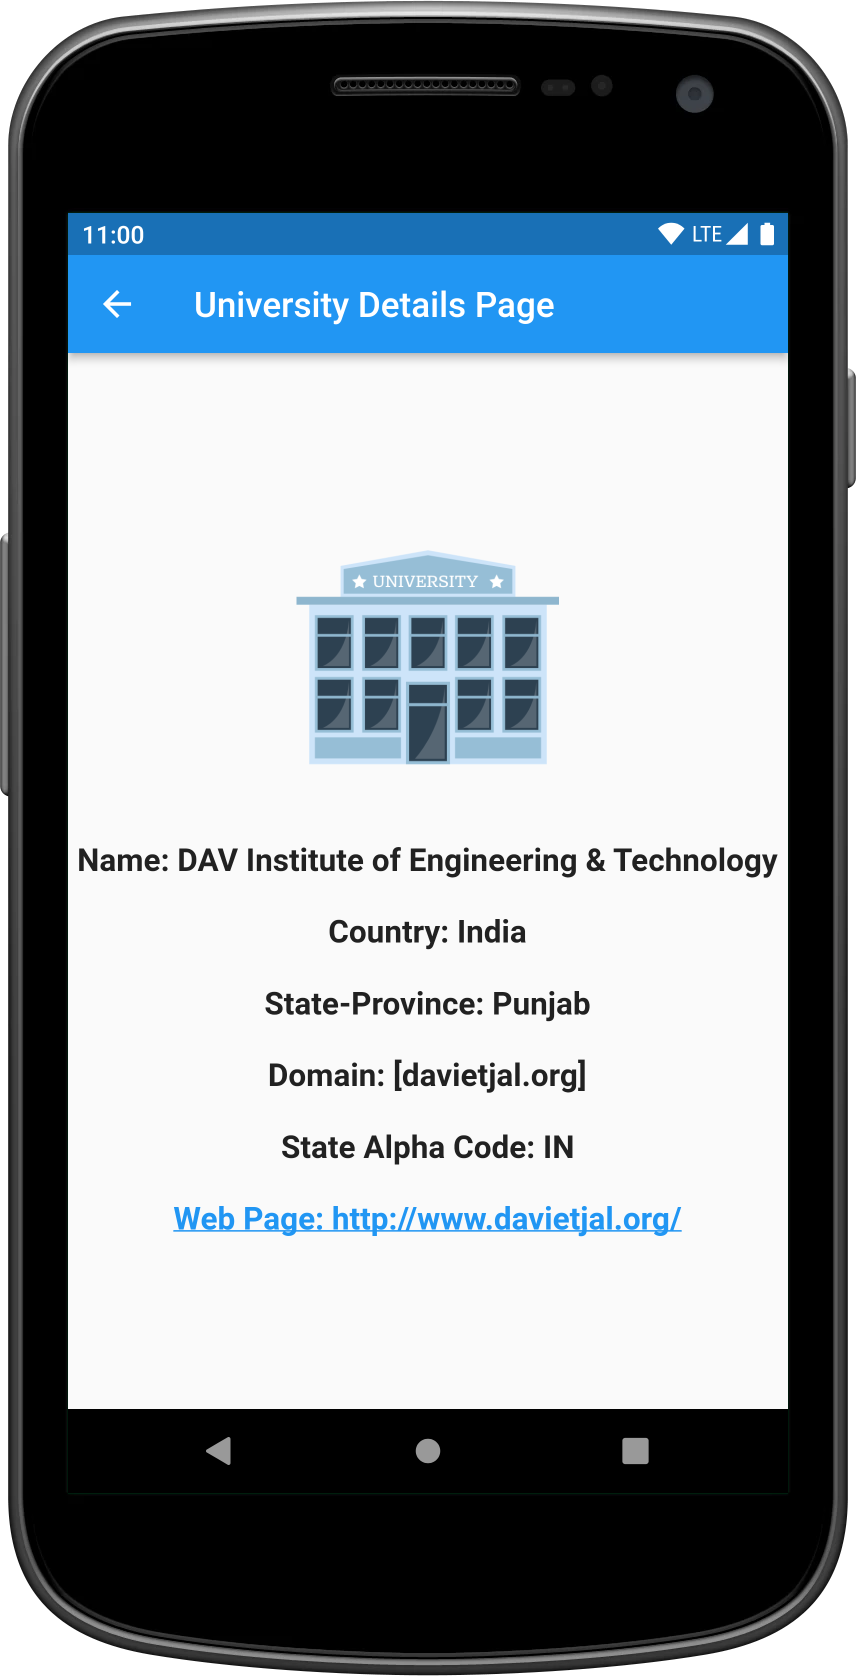 11:00 LTE
University Details Page
UNIVERSITY
Name: DAV Institute of Engineering & Technology
Country: India
State-Province: Punjab
Domain: [davietjal.org]
State Alpha Code: IN
Web Page: http://www.davietjal.org/